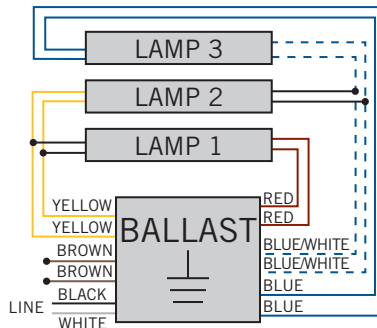 LAMP 3
LAMP 2
LAMP 1
YELLOW
YELLOW
BROWN
BROWN
BLACK
LINE
WHITE
BALLAST
RED
RED
BLUE/WHITE
BLUE/WHITE
BLUE
BLUE